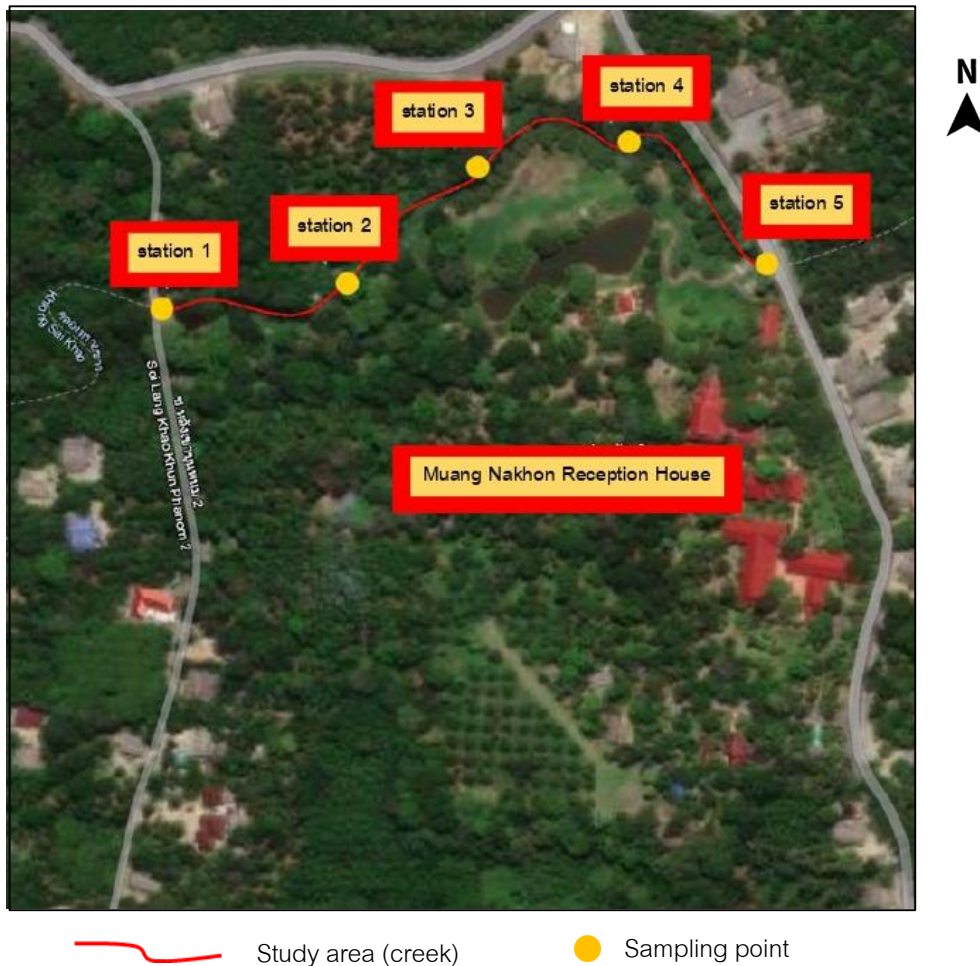 N
station 4
station 3
station 5
station 2
station 1
Soi Lang Khao Khun Phanom 2
Muang Nakhon Reception House
Study area (creek)
Sampling point